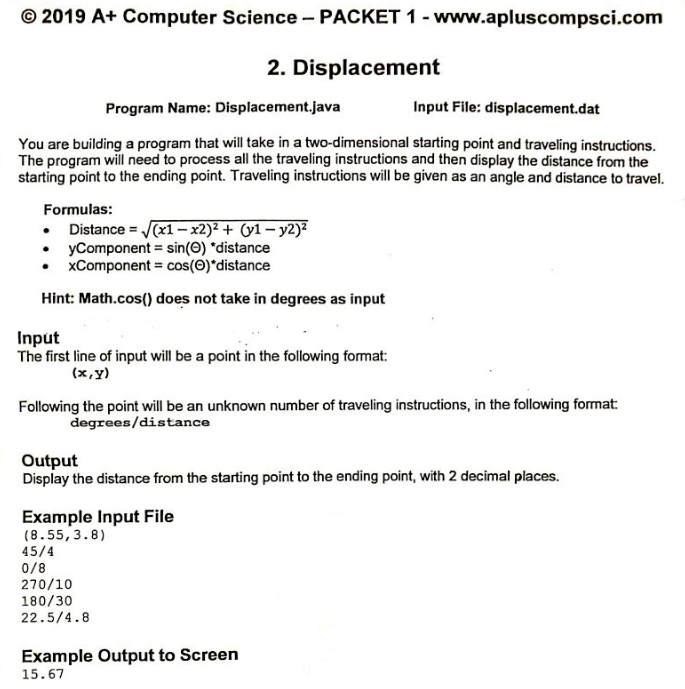 © 2019 A+ Computer Science – PACKET 1 - www.apluscompsci.com
2. Displacement
Program Name: Displacement.java Input File: displacement.dat
You are building a program that will take in a two-dimensional starting point and traveling instructions.
The program will need to process all the traveling instructions and then display the distance from the
starting point to the ending point. Traveling instructions will be given as an angle and distance to travel.
Formulas:
• Distance = √(x1 – x2)² + (y1 – y2)²
• yComponent = sin(Θ) *distance
• xComponent = cos(Θ)*distance
Hint: Math.cos() does not take in degrees as input
Input
The first line of input will be a point in the following format:
(x,y)
Following the point will be an unknown number of traveling instructions, in the following format:
degrees/distance
Output
Display the distance from the starting point to the ending point, with 2 decimal places.
Example Input File
(8.55,3.8)
45/4
0/8
270/10
180/30
22.5/4.8
Example Output to Screen
15.67